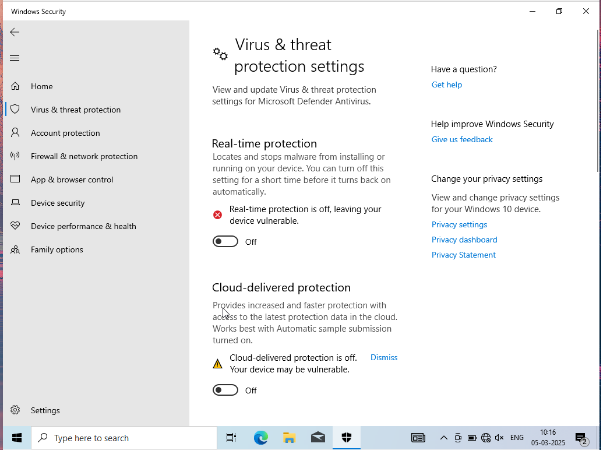 Windows Security
Home
Virus & threat protection
Account protection
Firewall & network protection
App & browser control
Device security
Device performance & health
Family options
Settings
Virus & threat
protection settings
View and update Virus & threat protection
settings for Microsoft Defender Antivirus.
Real-time protection
Locates and stops malware from installing or
running on your device. You can turn off this
setting for a short time before it turns back on
automatically.
Real-time protection is off, leaving your
device vulnerable.
Off
Cloud-delivered protection
Provides increased and faster protection with
access to the latest protection data in the cloud.
Works best with Automatic sample submission
turned on.
Cloud-delivered protection is off.
Your device may be vulnerable.
Dismiss
Off
Have a question?
Get help
Help improve Windows Security
Give us feedback
Change your privacy settings
View and change privacy settings
for your Windows 10 device.
Privacy settings
Privacy dashboard
Privacy Statement
Type here to search
ENG
10:16
05-03-2025
2